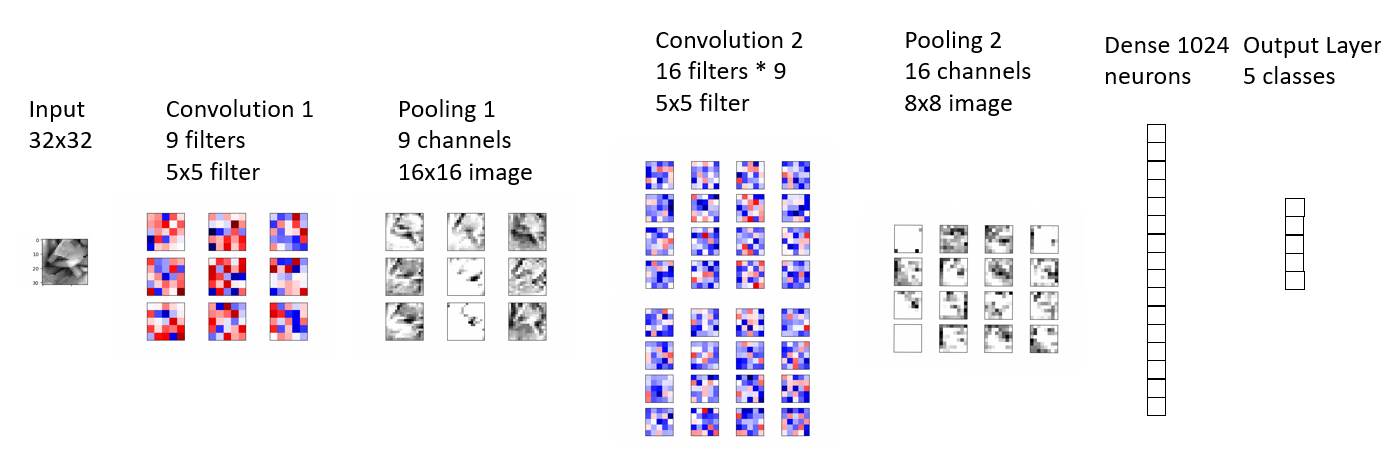 Input
32x32
Convolution 1
9 filters
5x5 filter
Pooling 1
9 channels
16x16 image
Convolution 2
16 filters * 9
5x5 filter
Pooling 2
16 channels
8x8 image
Dense 1024
neurons
Output Layer
5 classes
0
10
20
30